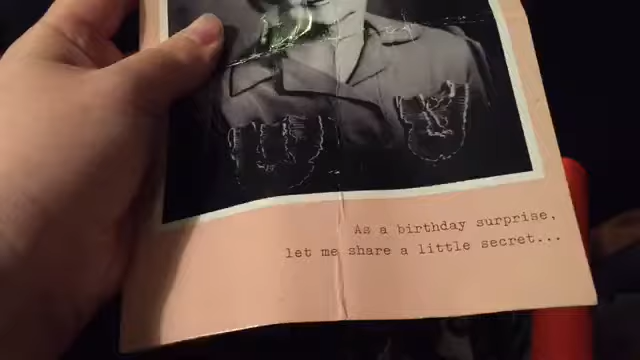 As a birthday surprise,
let me share a little secret...